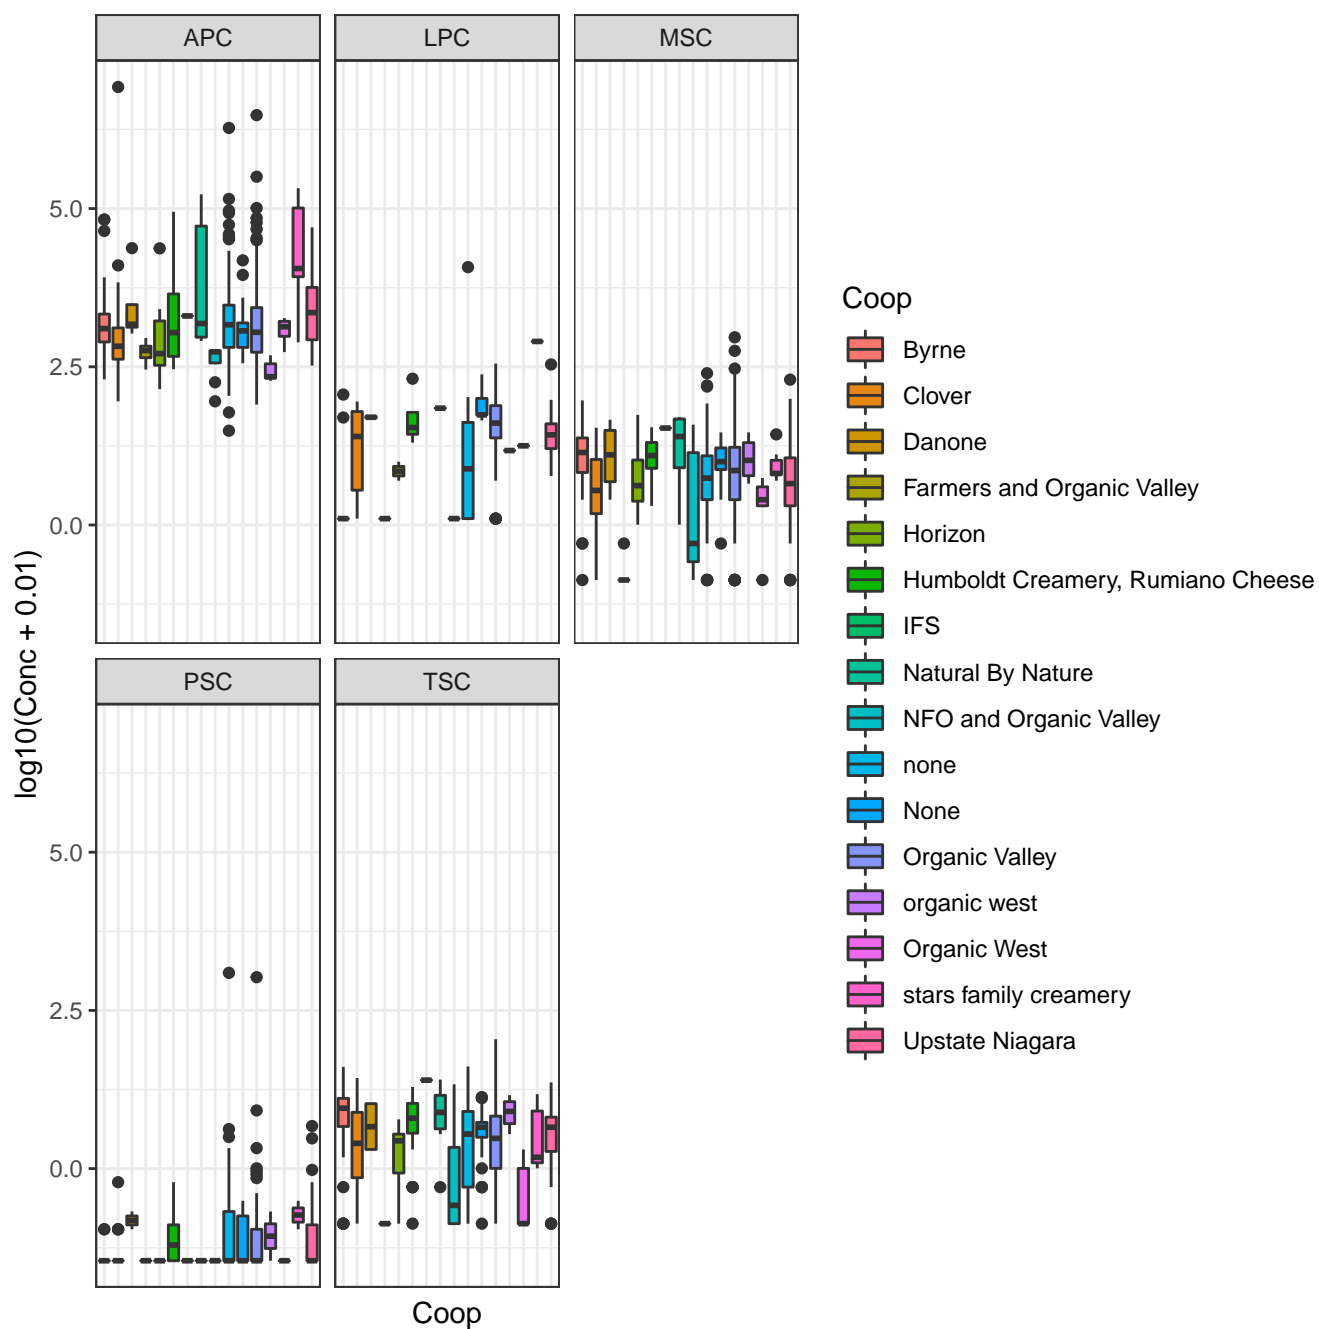 APC
LPC
MSC
5.0
2.5
0.0
PSC
TSC
5.0
2.5
0.0
log10(Conc + 0.01)
Coop
Coop
Byrne
Clover
Danone
Farmers and Organic Valley
Horizon
Humboldt Creamery, Rumiano Cheese
IFS
Natural By Nature
NFO and Organic Valley
none
None
Organic Valley
organic west
Organic West
stars family creamery
Upstate Niagara